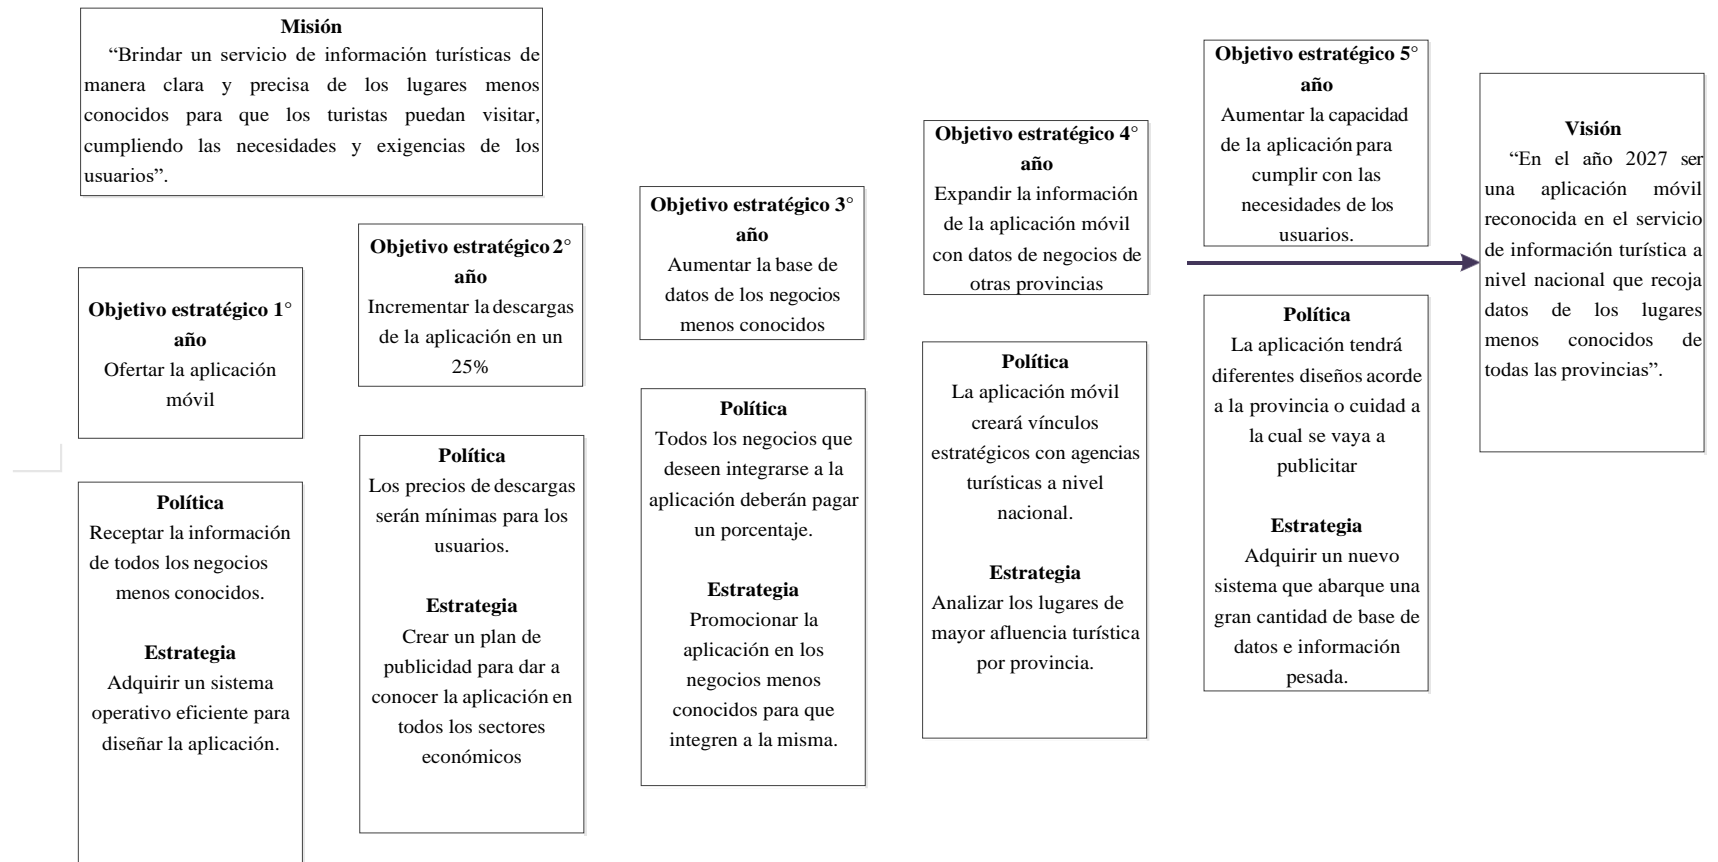 Misión
“Brindar un servicio de información turísticas de
manera clara y precisa de los lugares menos
conocidos para que los turistas puedan visitar,
cumpliendo las necesidades y exigencias de los
usuarios”.
Objetivo estratégico 1°
año
Ofertar la aplicación
móvil
Política
Receptar la información
de todos los negocios
menos conocidos.
Estrategia
Adquirir un sistema
operativo eficiente para
diseñar la aplicación.
Objetivo estratégico 2°
año
Incrementar la descargas
de la aplicación en un
25%
Política
Los precios de descargas
serán mínimas para los
usuarios.
Estrategia
Crear un plan de
publicidad para dar a
conocer la aplicación en
todos los sectores
económicos
Objetivo estratégico 3°
año
Aumentar la base de
datos de los negocios
menos conocidos
Política
Todos los negocios que
deseen integrarse a la
aplicación deberán pagar
un porcentaje.
Estrategia
Promocionar la
aplicación en los
negocios menos
conocidos para que
integren a la misma.
Objetivo estratégico 4°
año
Expandir la información
de la aplicación móvil
con datos de negocios de
otras provincias
Política
La aplicación móvil
creará vínculos
estratégicos con agencias
turísticas a nivel
nacional.
Estrategia
Analizar los lugares de
mayor afluencia turística
por provincia.
Objetivo estratégico 5°
año
Aumentar la capacidad
de la aplicación para
cumplir con las
necesidades de los
usuarios.
Política
La aplicación tendrá
diferentes diseños acorde
a la provincia o cuidad a
la cual se vaya a
publicitar
Estrategia
Adquirir un nuevo
sistema que abarque una
gran cantidad de base de
datos e información
pesada.
Visión
“En el año 2027 ser
una aplicación móvil
reconocida en el servicio
de información turística a
nivel nacional que recoja
datos de los lugares
menos conocidos de
todas las provincias”.